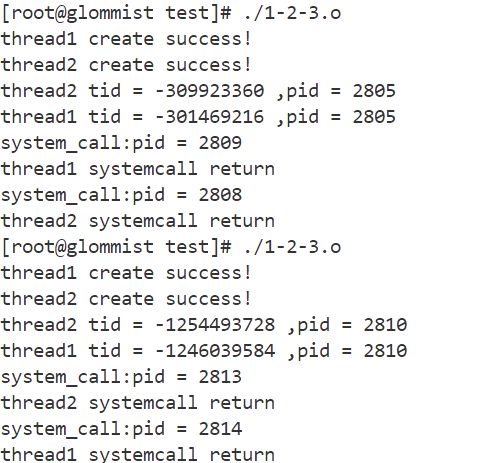 [root@glommist test]# ./1-2-3.o
thread1 create success!
thread2 create success!
thread2 tid = -309923360 ,pid = 2805
thread1 tid = -301469216 ,pid = 2805
system_call:pid = 2809
thread1 systemcall return
system_call:pid = 2808
thread2 systemcall return
[root@glommist test]# ./1-2-3.o
thread1 create success!
thread2 create success!
thread2 tid = -1254493728 ,pid = 2810
thread1 tid = -1246039584 ,pid = 2810
system_call:pid = 2813
thread2 systemcall return
system_call:pid = 2814
thread1 systemcall return